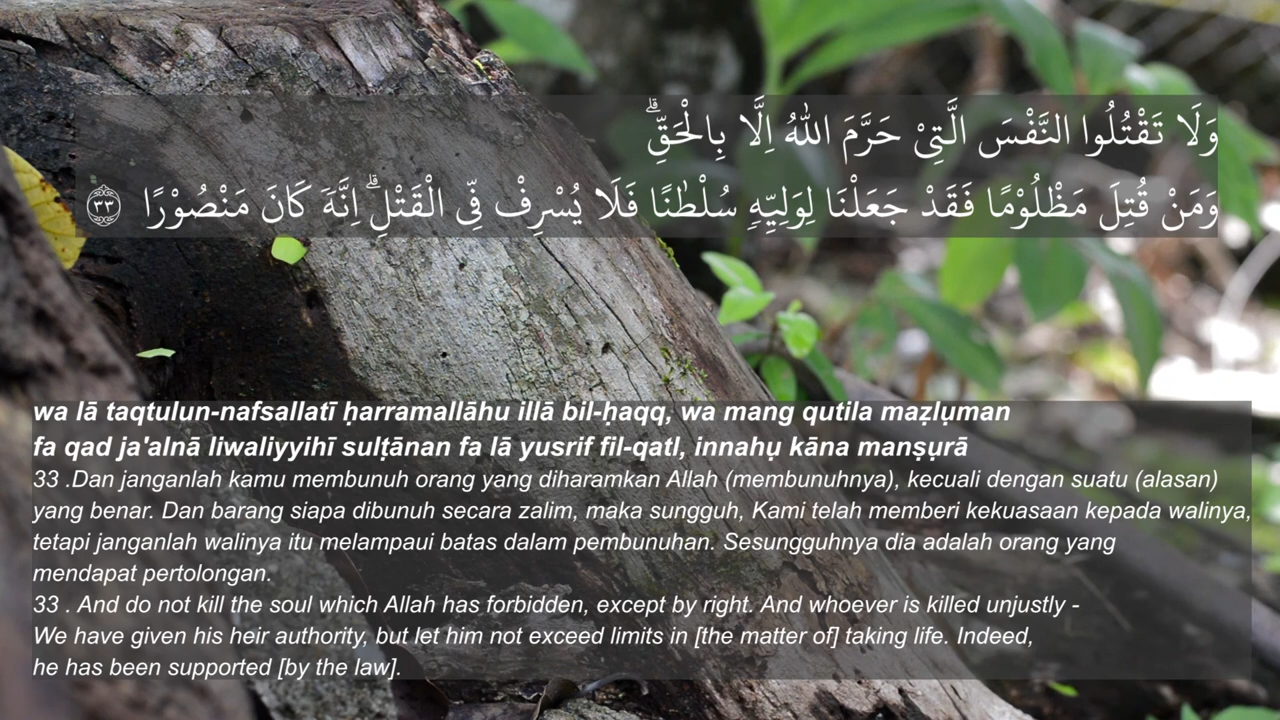 وَلَا تَقْتُلُوا النَّفْسَ الَّتِيْ حَرَّمَ اللّٰهُ اِلَّا بِالْحَقِّۗ
وَمَنْ قُتِلَ مَظْلُوْمًا فَقَدْ جَعَلْنَا لِوَلِيِّهٖ سُلْطٰنًا فَلَا يُسْرِفْ فِّى الْقَتْلِۗ اِنَّهٗ كَانَ مَنْصُوْرًا ۝٣٣
wa lā taqtulun-nafsallatī ḥarramallāhu illā bil-ḥaqq, wa mang qutila maẓlụman
fa qad ja'alnā liwaliyyihī sulṭānan fa lā yusrif fil-qatl, innahụ kāna manṣụrā
33 .Dan janganlah kamu membunuh orang yang diharamkan Allah (membunuhnya), kecuali dengan suatu (alasan)
yang benar. Dan barang siapa dibunuh secara zalim, maka sungguh, Kami telah memberi kekuasaan kepada walinya,
tetapi janganlah walinya itu melampaui batas dalam pembunuhan. Sesungguhnya dia adalah orang yang
mendapat pertolongan.
33 . And do not kill the soul which Allah has forbidden, except by right. And whoever is killed unjustly -
We have given his heir authority, but let him not exceed limits in [the matter of] taking life. Indeed,
he has been supported [by the law].